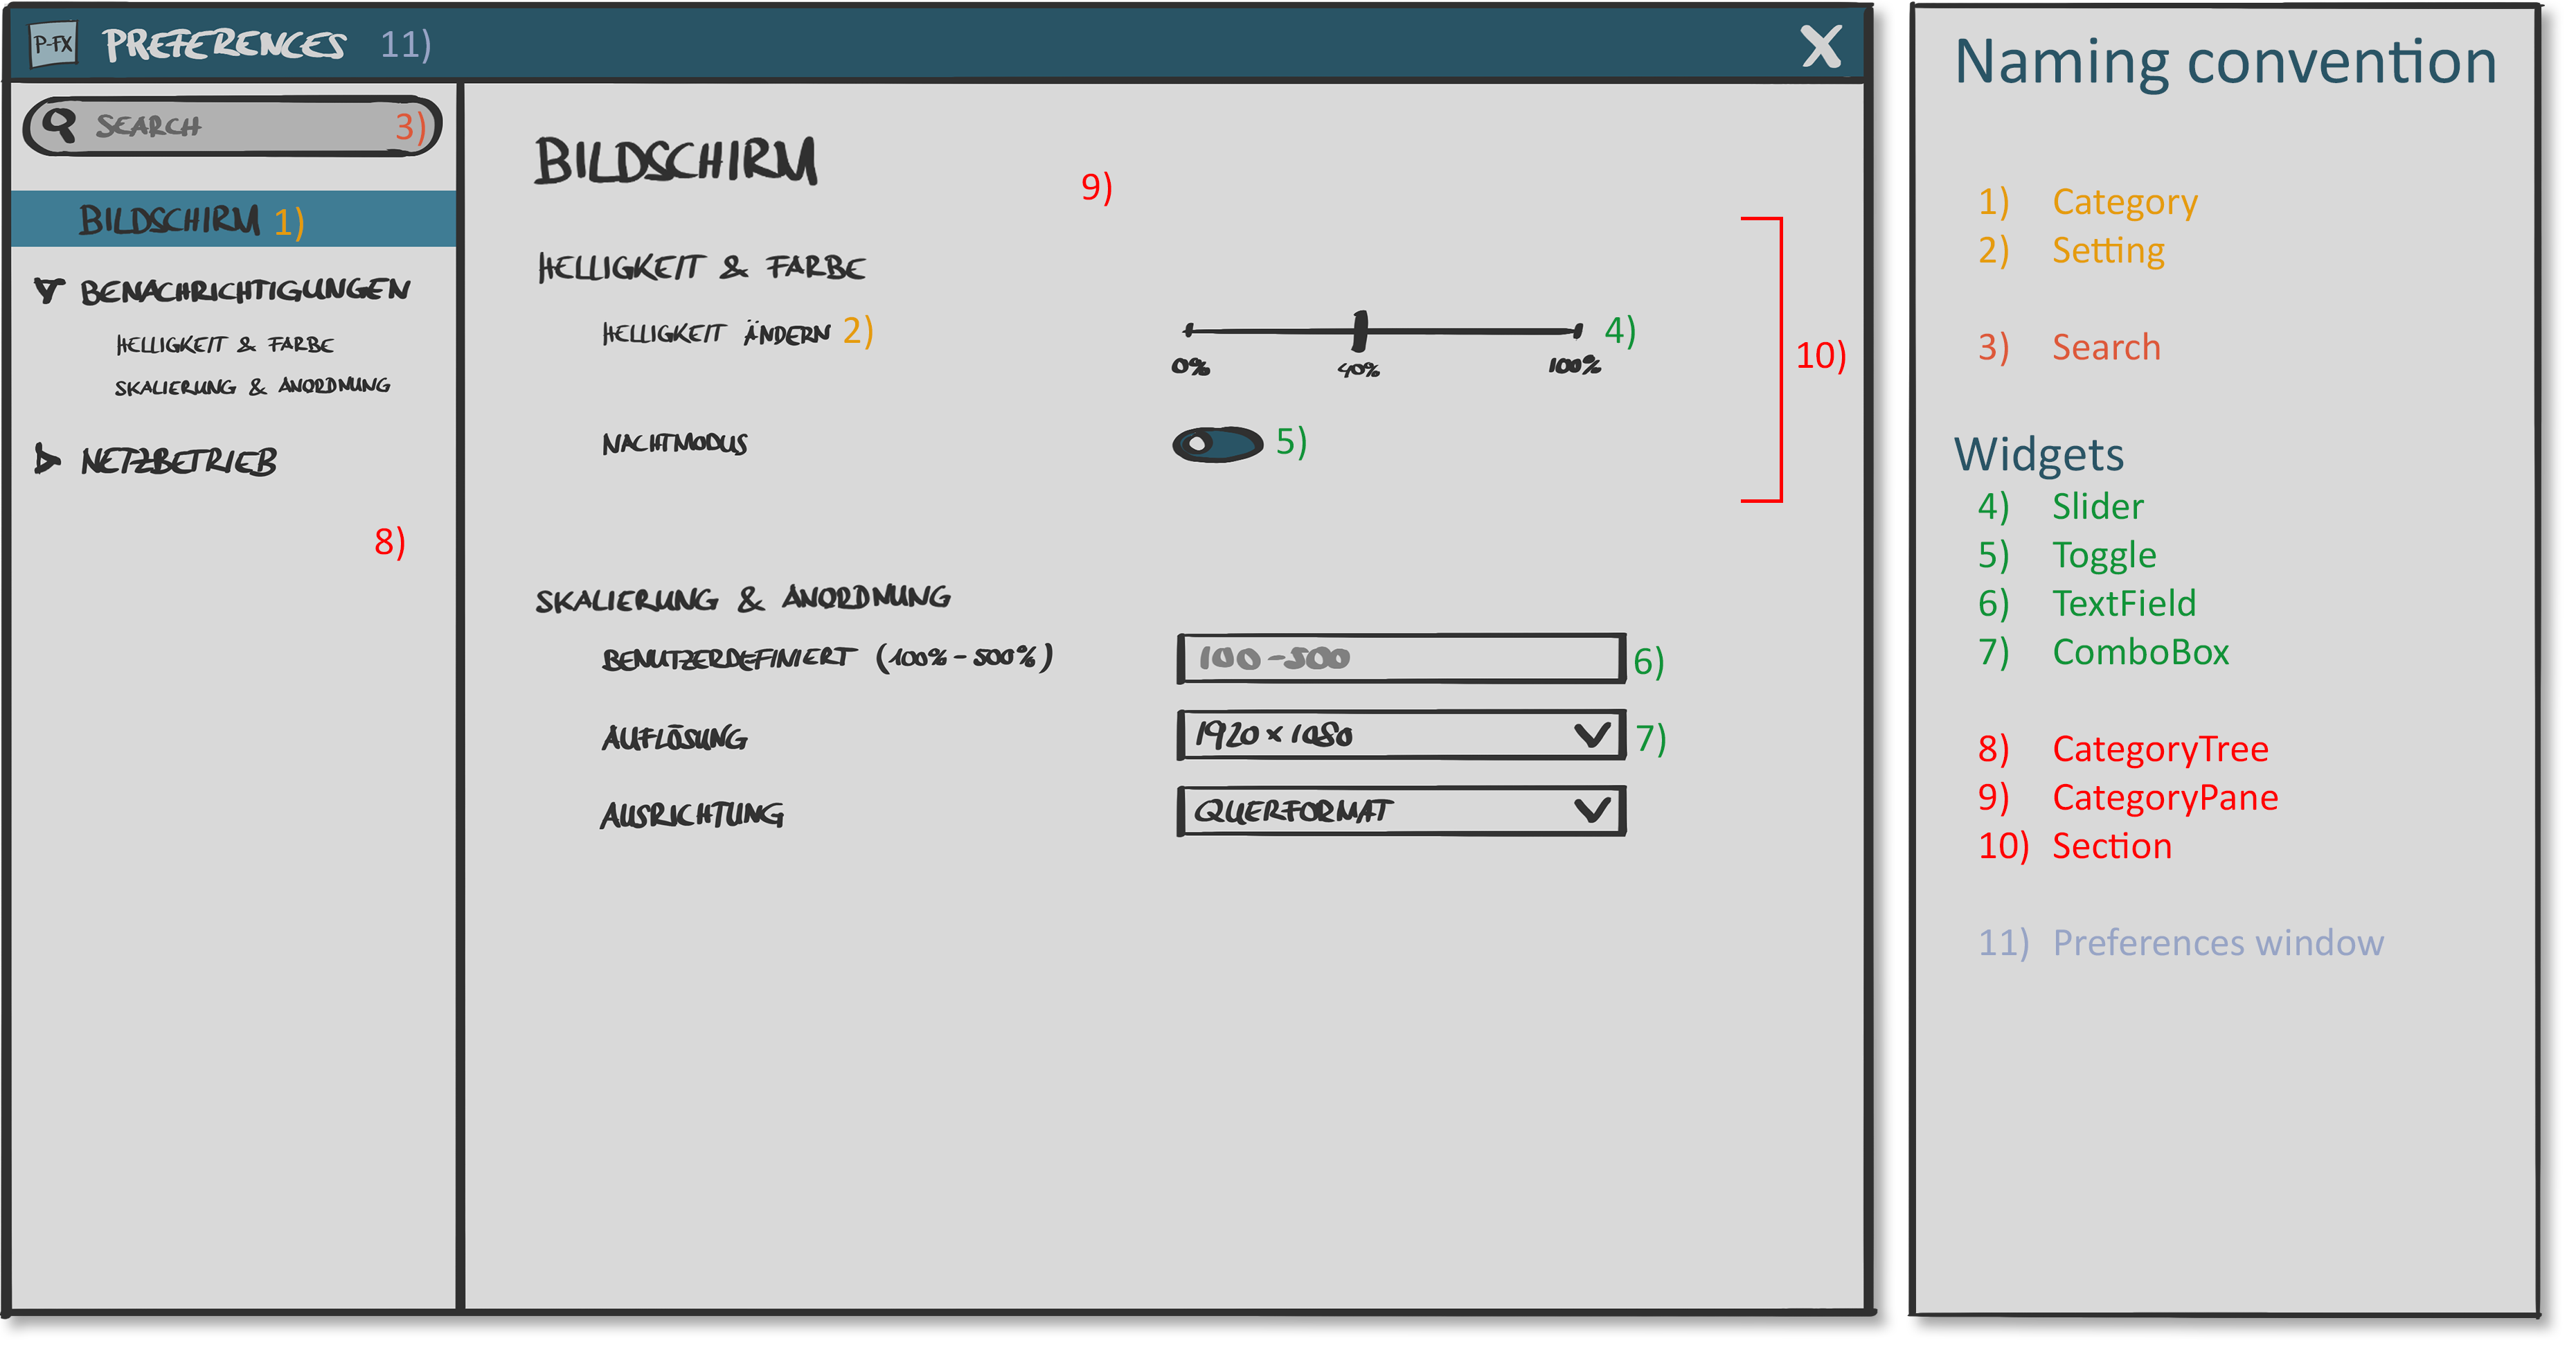 P-FX PREFERENCES 11) X
SEARCH 3)
BILDSCHIRM 1)
BENACHRICHTIGUNGEN
HELLIGKEIT & FARBE
SKALIERUNG & ANORDNUNG
NETZBETRIEB
8)
BILDSCHIRM
9)
HELLIGKEIT & FARBE
HELLIGKEIT ÄNDERN 2) 4)
0% 40% 100%
10)
NACHTMODUS 5)
SKALIERUNG & ANORDNUNG
BENUTZERDEFINIERT (100% - 500%) 100 - 500 6)
AUFLÖSUNG 1920 x 1080 7)
AUSRICHTUNG QUERFORMAT
Naming convention
1) Category
2) Setting
3) Search
Widgets
4) Slider
5) Toggle
6) TextField
7) ComboBox
8) CategoryTree
9) CategoryPane
10) Section
11) Preferences window